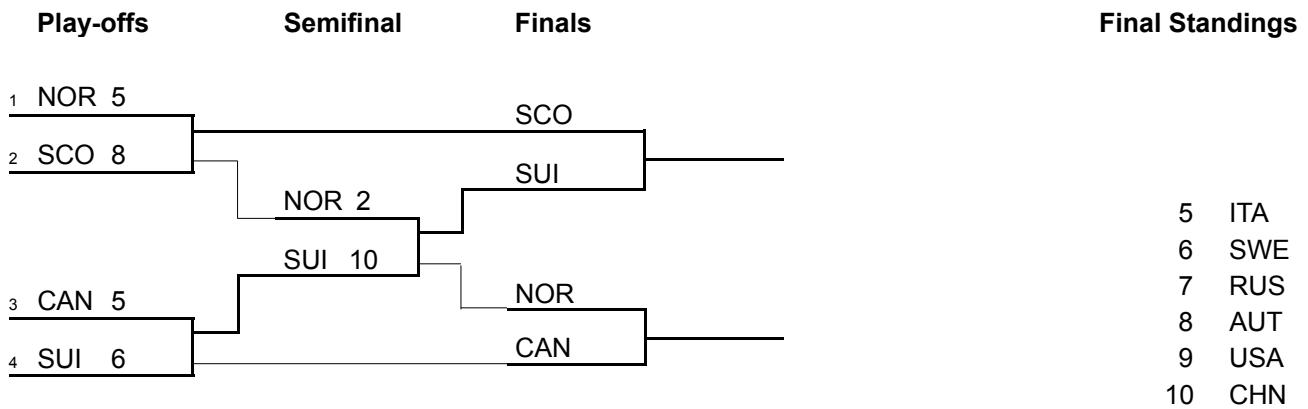 Play-offs Semifinal Finals Final Standings
1 NOR 5
SCO
2 SCO 8
SUI
NOR 2
5 ITA
6 SWE
SUI 10
7 RUS
3 CAN 5
NOR
8 AUT
CAN
4 SUI 6
9 USA
10 CHN